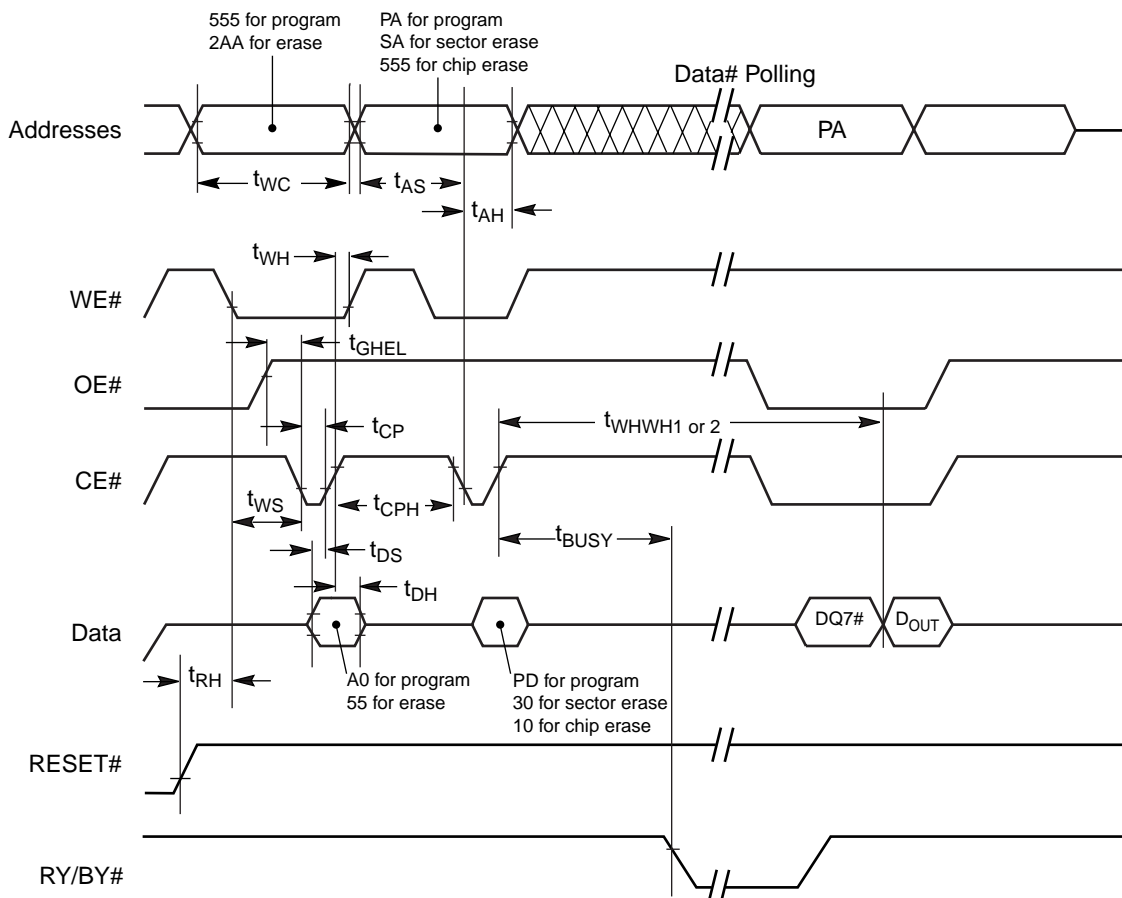 555 for program
2AA for erase
PA for program
SA for sector erase
555 for chip erase
Data# Polling
Addresses
PA
tWC
tAS
tAH
tWH
WE#
tGHEL
OE#
tWHWH1 or 2
tCP
CE#
tWS
tCPH
tBUSY
tDS
tDH
Data
DQ7#
DOUT
tRH
A0 for program
55 for erase
PD for program
30 for sector erase
10 for chip erase
RESET#
RY/BY#